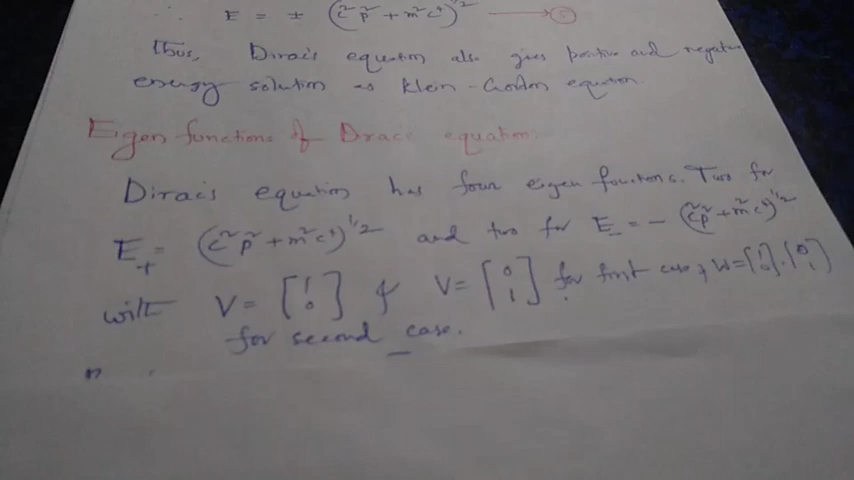 ∴ E = ± (c²p² + m²c⁴)^1/2 ⟶ ⑤
Thus, Dirac's equation also gives positive and negative
energy solution as Klein-Gordon equation.
Eigen functions of Dirac's equation.
Dirac's equation has four eigen functions. Two for
E₊ = (c²p² + m²c⁴)^1/2 and two for E₋ = - (c²p² + m²c⁴)^1/2
with V = [1 0] & V = [0 1] for first case, W = [1 0], [0 1]
for second case.